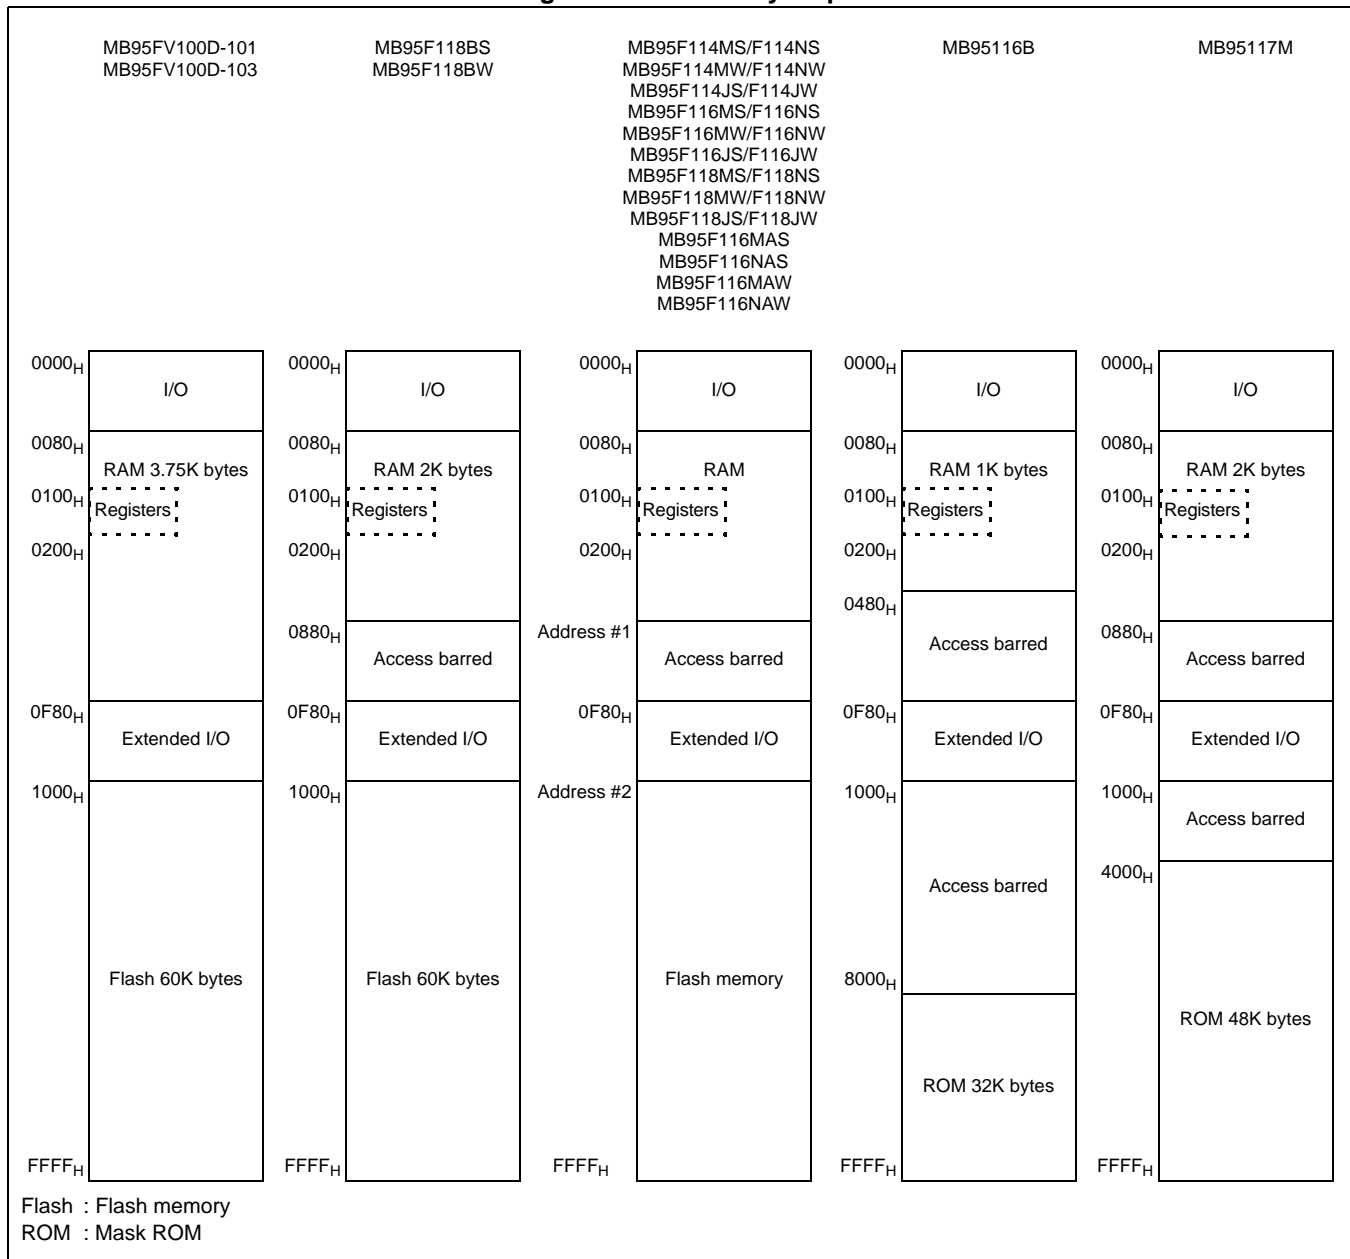 MB95FV100D-101
MB95FV100D-103
MB95F118BS
MB95F118BW
MB95F114MS/F114NS
MB95F114MW/F114NW
MB95F114JS/F114JW
MB95F116MS/F116NS
MB95F116MW/F116NW
MB95F116JS/F116JW
MB95F118MS/F118NS
MB95F118MW/F118NW
MB95F118JS/F118JW
MB95F116MAS
MB95F116NAS
MB95F116MAW
MB95F116NAW
MB95116B
MB95117M
0000H
I/O
0080H
RAM 3.75K bytes
0100H
Registers
0200H
0F80H
Extended I/O
1000H
Flash 60K bytes
FFFFH
0000H
I/O
0080H
RAM 2K bytes
0100H
Registers
0200H
0880H
Access barred
0F80H
Extended I/O
1000H
Flash 60K bytes
FFFFH
0000H
I/O
0080H
RAM
0100H
Registers
0200H
Address #1
Access barred
0F80H
Extended I/O
Address #2
Flash memory
FFFFH
0000H
I/O
0080H
RAM 1K bytes
0100H
Registers
0200H
0480H
Access barred
0F80H
Extended I/O
1000H
Access barred
8000H
ROM 32K bytes
FFFFH
0000H
I/O
0080H
RAM 2K bytes
0100H
Registers
0200H
0880H
Access barred
0F80H
Extended I/O
1000H
Access barred
4000H
ROM 48K bytes
FFFFH
Flash : Flash memory
ROM : Mask ROM